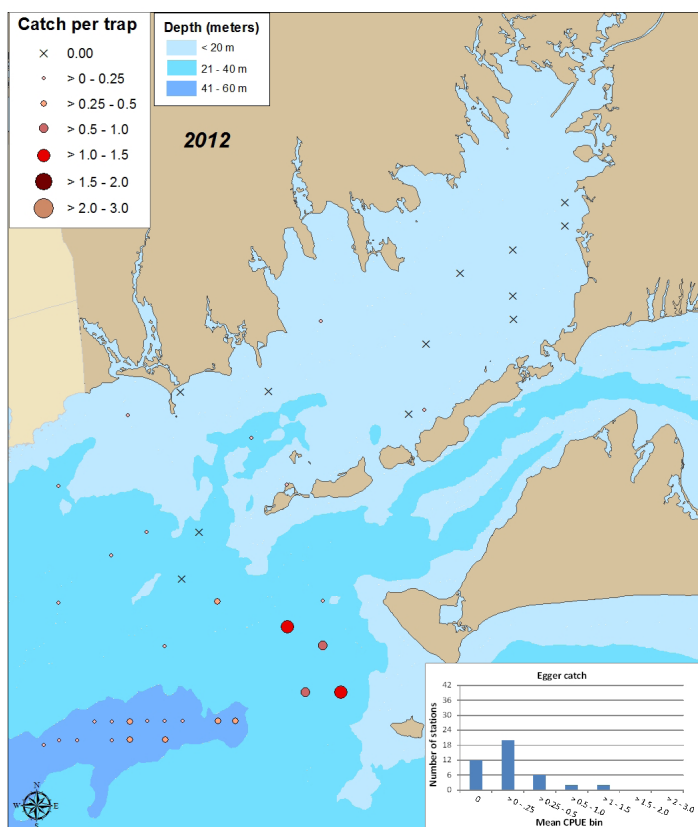 Catch per trap
0.00
> 0 - 0.25
> 0.25 - 0.5
> 0.5 - 1.0
> 1.0 - 1.5
> 1.5 - 2.0
> 2.0 - 3.0
Depth (meters)
< 20 m
21 - 40 m
41 - 60 m
2012
N
W E
S
Egger catch
Number of stations
42
36
30
24
18
12
6
0
0
> 0 - .25
> 0.25 - 0.5
> 0.5 - 1.0
> 1 - 1.5
> 1.5 - 2.0
> 2 - 3.0
Mean CPUE bin